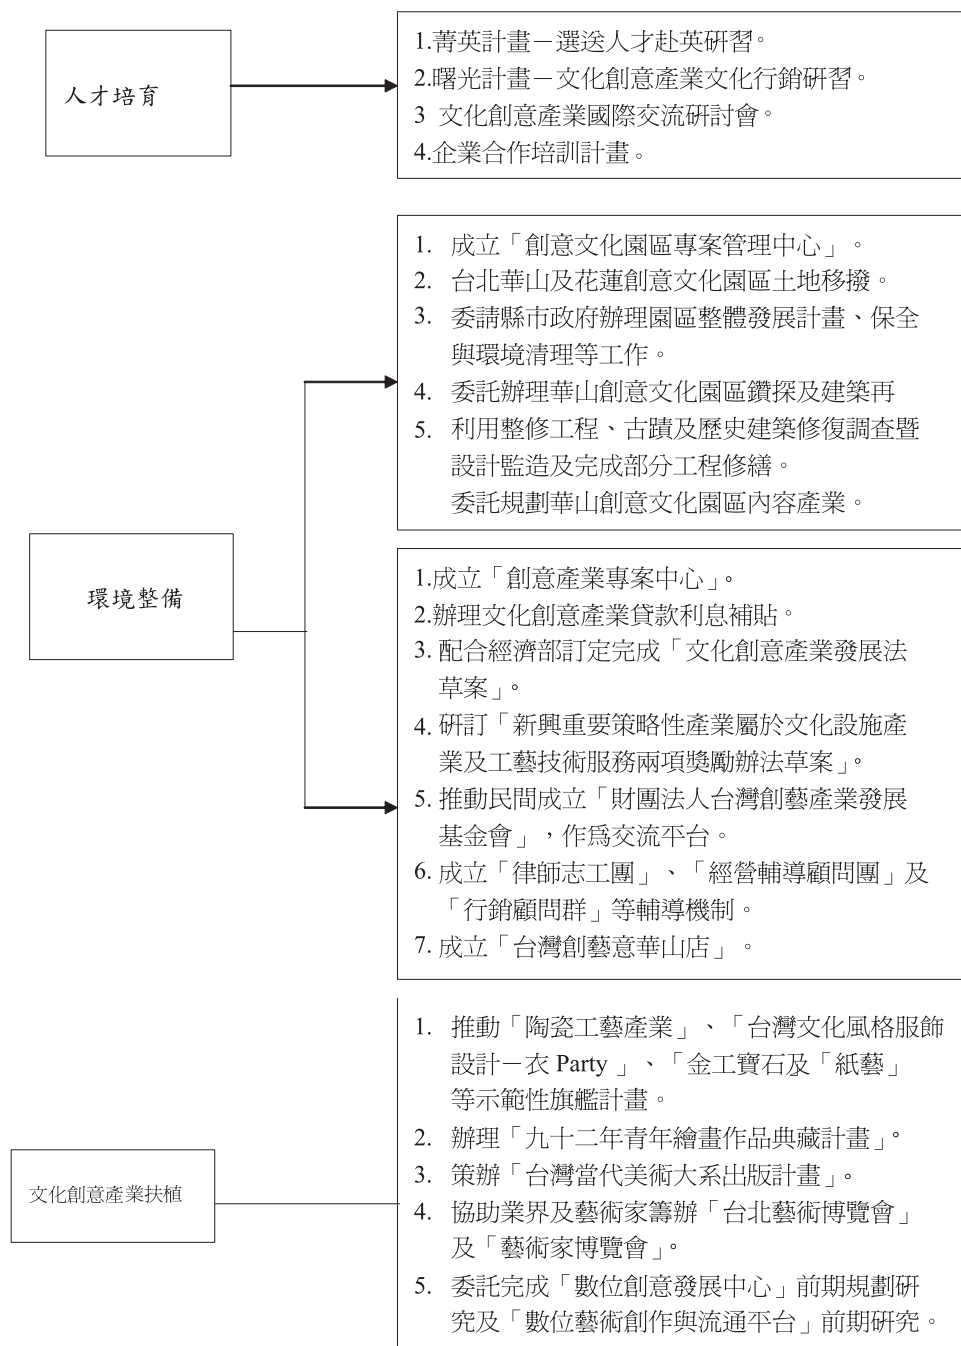 人才培育
1.菁英計畫－選送人才赴英研習。
2.曙光計畫－文化創意產業文化行銷研習。
3 文化創意產業國際交流研討會。
4.企業合作培訓計畫。
環境整備
1. 成立「創意文化園區專案管理中心」。
2. 台北華山及花蓮創意文化園區土地移撥。
3. 委請縣市政府辦理園區整體發展計畫、保全
與環境清理等工作。
4. 委託辦理華山創意文化園區鑽探及建築再
5. 利用整修工程、古蹟及歷史建築修復調查暨
設計監造及完成部分工程修繕。
委託規劃華山創意文化園區內容產業。
1.成立「創意產業專案中心」。
2.辦理文化創意產業貸款利息補貼。
3. 配合經濟部訂定完成「文化創意產業發展法
草案」。
4. 研訂「新興重要策略性產業屬於文化設施產
業及工藝技術服務兩項獎勵辦法草案」。
5. 推動民間成立「財團法人台灣創藝產業發展
基金會」，作為交流平台。
6. 成立「律師志工團」、「經營輔導顧問團」及
「行銷顧問群」等輔導機制。
7. 成立「台灣創藝意華山店」。
文化創意產業扶植
1. 推動「陶瓷工藝產業」、「台灣文化風格服飾
設計－衣 Party」、「金工寶石及「紙藝」
等示範性旗艦計畫。
2. 辦理「九十二年青年繪畫作品典藏計畫」。
3. 策辦「台灣當代美術大系出版計畫」。
4. 協助業界及藝術家籌辦「台北藝術博覽會」
及「藝術家博覽會」。
5. 委託完成「數位創意發展中心」前期規劃研
究及「數位藝術創作與流通平台」前期研究。